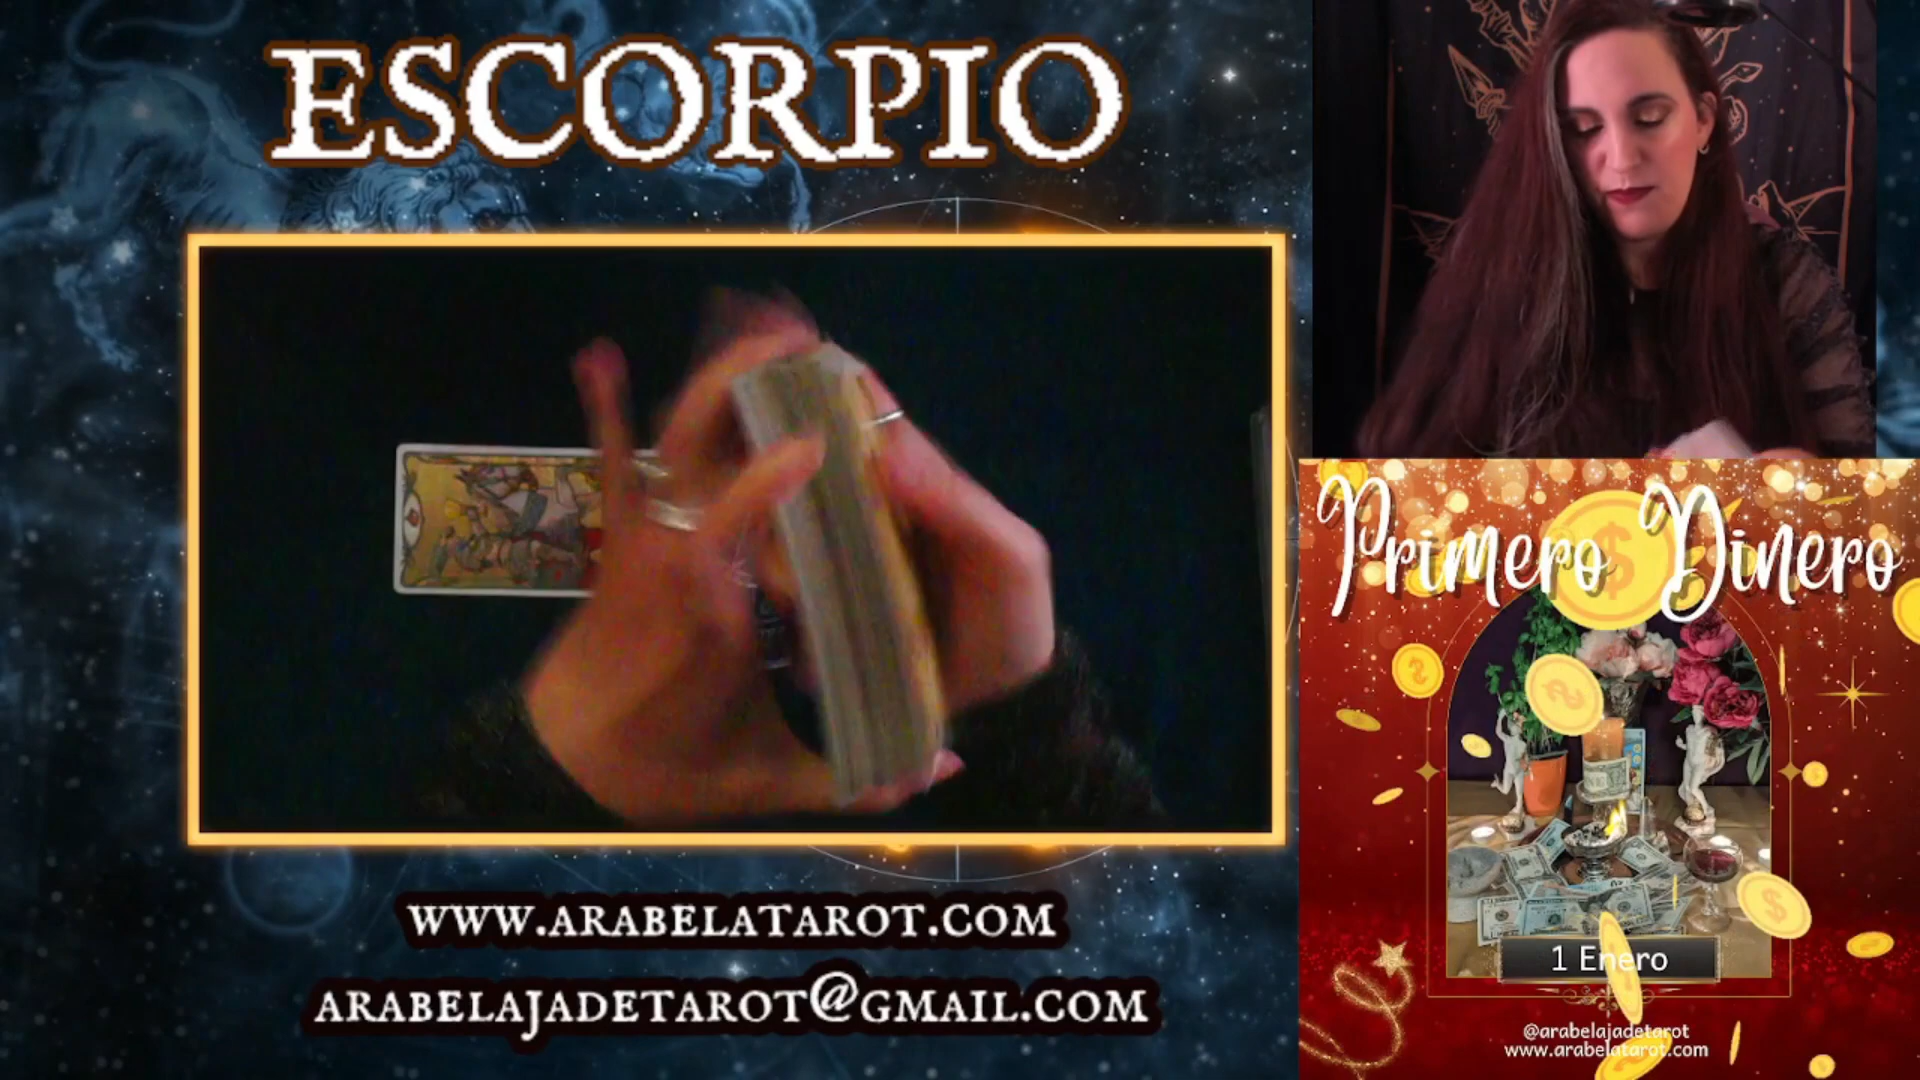 ESCORPIO
WWW.ARABELATAROT.COM
ARABELAJADETAROT@GMAIL.COM
Primero Dinero
1 Enero
@arabelajadetarot
www.arabelatarot.com